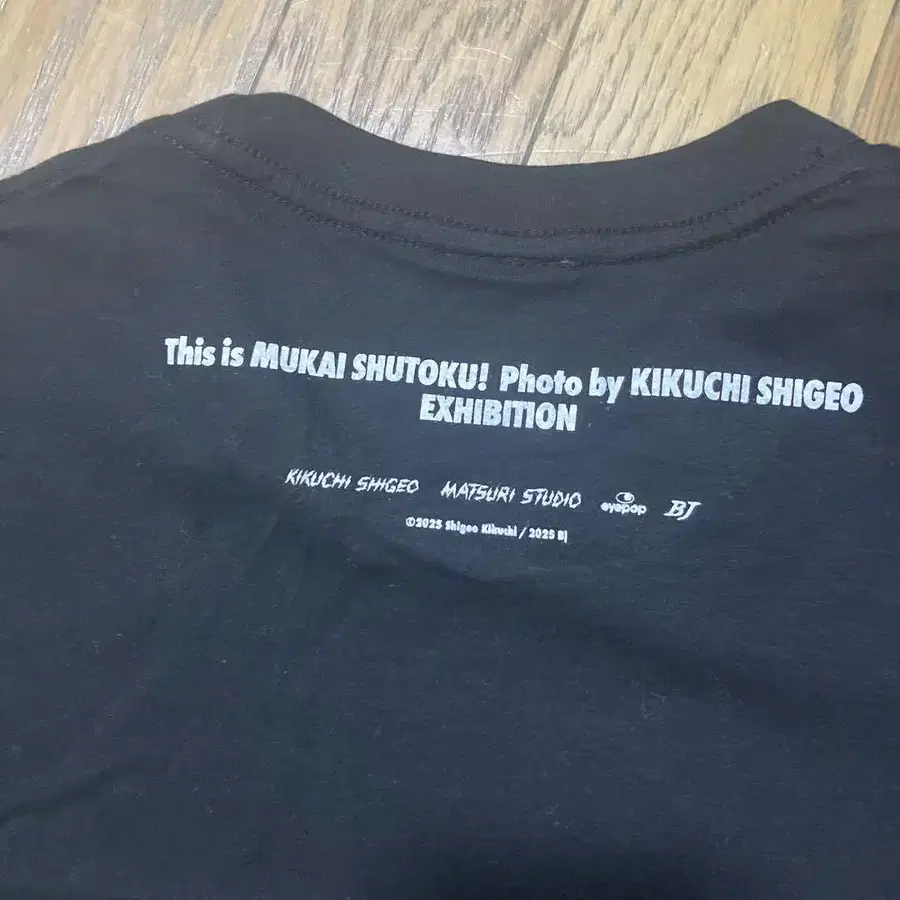 This is MUKAI SHUTOKU! Photo by KIKUCHI SHIGEO
EXHIBITION
KIKUCHI SHIGEO MATSURI STUDIO eyepop BJ
©2025 Shigeo Kikuchi / 2025 BJ